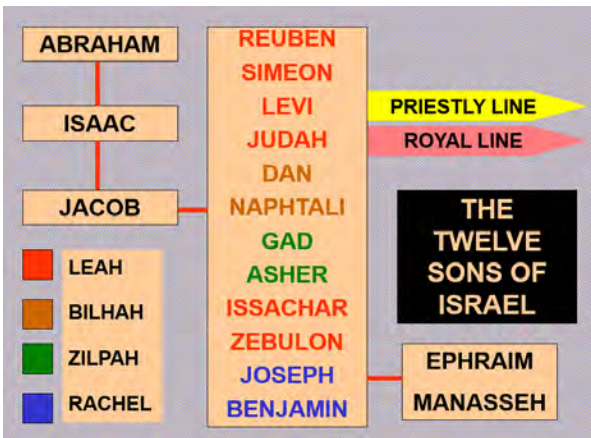 ABRAHAM
ISAAC
JACOB
LEAH
BILHAH
ZILPAH
RACHEL
REUBEN
SIMEON
LEVI
JUDAH
DAN
NAPHTALI
GAD
ASHER
ISSACHAR
ZEBULON
JOSEPH
BENJAMIN
PRIESTLY LINE
ROYAL LINE
THE
TWELVE
SONS OF
ISRAEL
EPHRAIM
MANASSEH